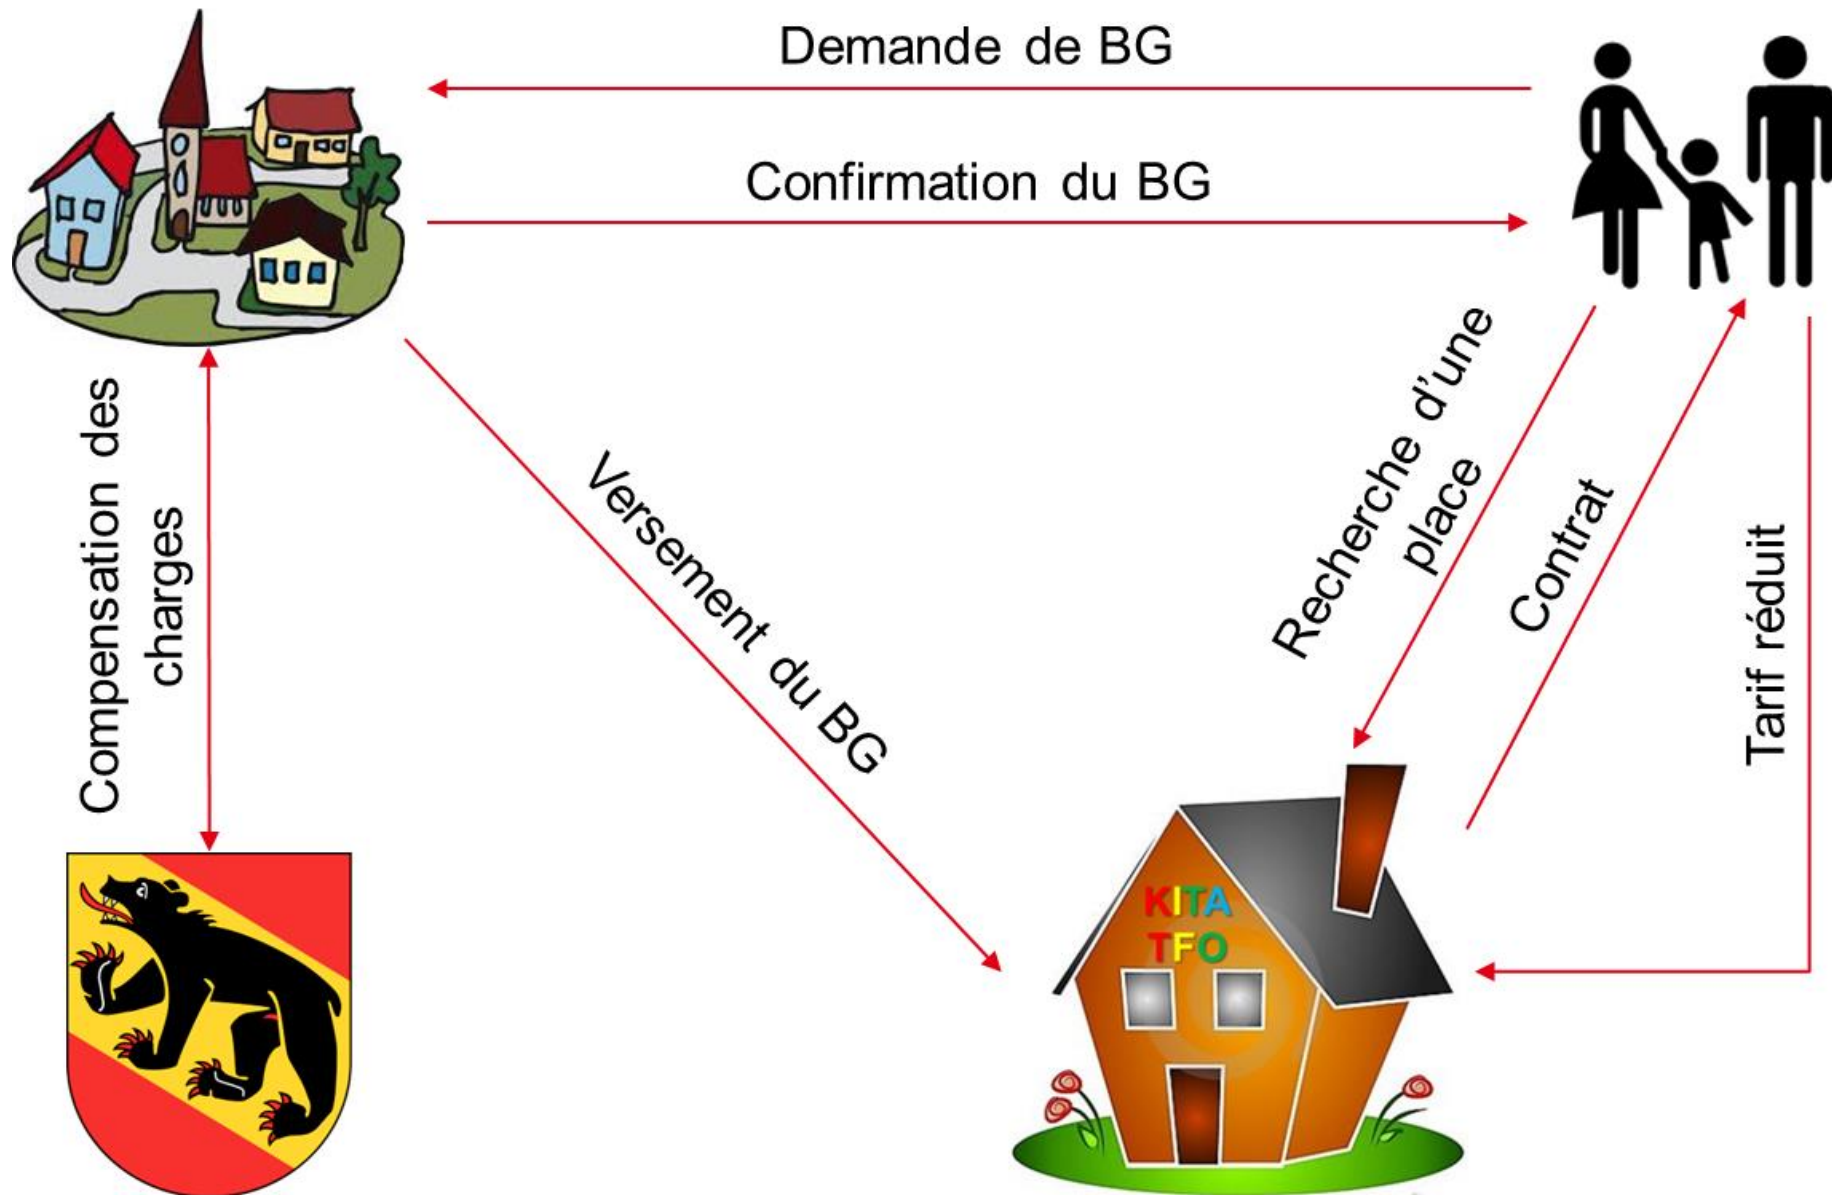 Demande de BG
Confirmation du BG
Compensation des
charges
Versement du BG
Recherche d’une
place
Contrat
Tarif réduit
KITA
TFO